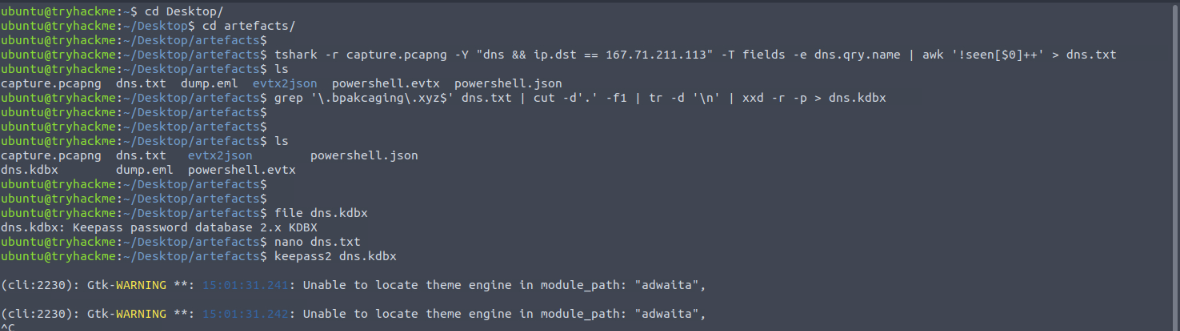 ubuntu@tryhackme:~$ cd Desktop/
ubuntu@tryhackme:~/Desktop$ cd artefacts/
ubuntu@tryhackme:~/Desktop/artefacts$
ubuntu@tryhackme:~/Desktop/artefacts$ tshark -r capture.pcapng -Y "dns && ip.dst == 167.71.211.113" -T fields -e dns.qry.name | awk '!seen[$0]++' > dns.txt
ubuntu@tryhackme:~/Desktop/artefacts$ ls
capture.pcapng  dns.txt  dump.eml  evtx2json  powershell.evtx  powershell.json
ubuntu@tryhackme:~/Desktop/artefacts$ grep '\.bpakcaging\.xyz$' dns.txt | cut -d'.' -f1 | tr -d '\n' | xxd -r -p > dns.kdbx
ubuntu@tryhackme:~/Desktop/artefacts$
ubuntu@tryhackme:~/Desktop/artefacts$
ubuntu@tryhackme:~/Desktop/artefacts$ ls
capture.pcapng  dns.txt   evtx2json        powershell.json
dns.kdbx        dump.eml  powershell.evtx
ubuntu@tryhackme:~/Desktop/artefacts$
ubuntu@tryhackme:~/Desktop/artefacts$
ubuntu@tryhackme:~/Desktop/artefacts$ file dns.kdbx
dns.kdbx: Keepass password database 2.x KDBX
ubuntu@tryhackme:~/Desktop/artefacts$ nano dns.txt
ubuntu@tryhackme:~/Desktop/artefacts$ keepass2 dns.kdbx
(cli:2230): Gtk-WARNING **: 15:01:31.241: Unable to locate theme engine in module_path: "adwaita",
(cli:2230): Gtk-WARNING **: 15:01:31.242: Unable to locate theme engine in module_path: "adwaita",
^C